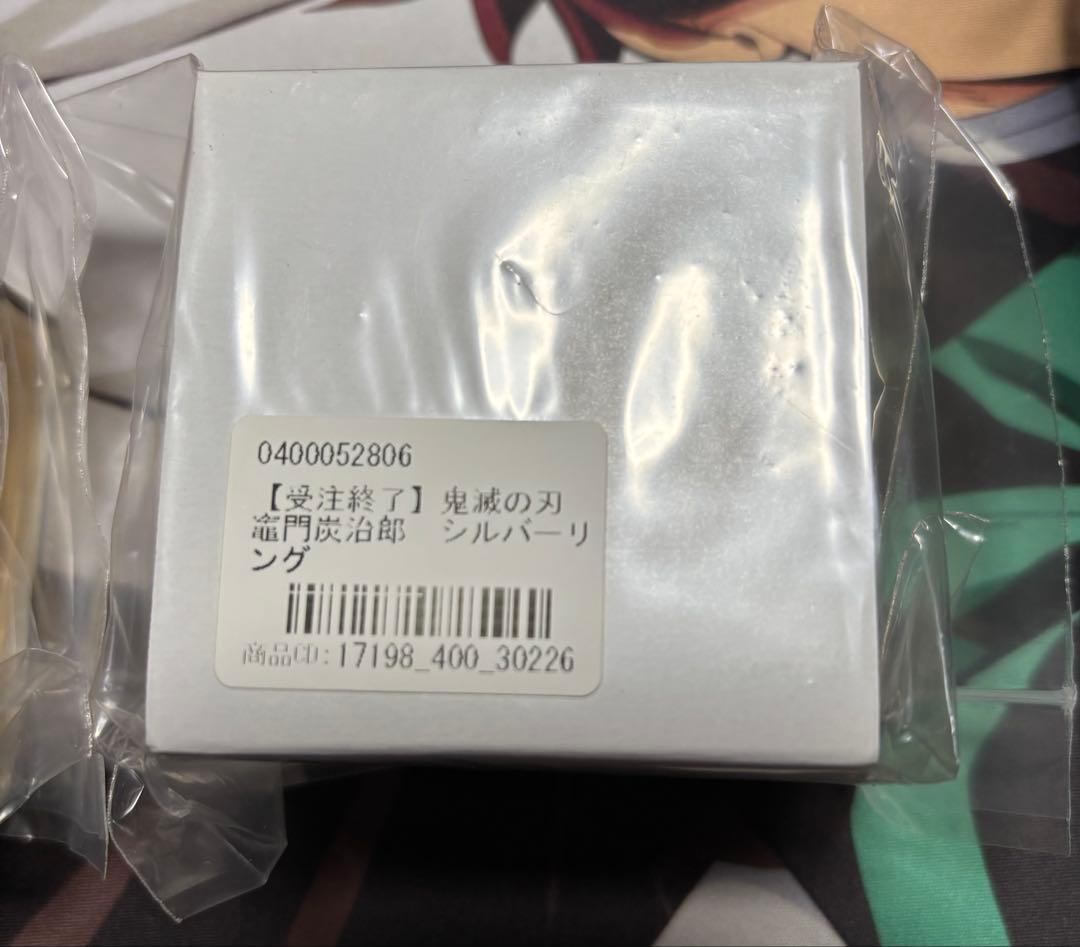 0400052806
【受注終了】鬼滅の刃
竈門炭治郎　シルバーリ
ング
商品ID:17198_400_30226